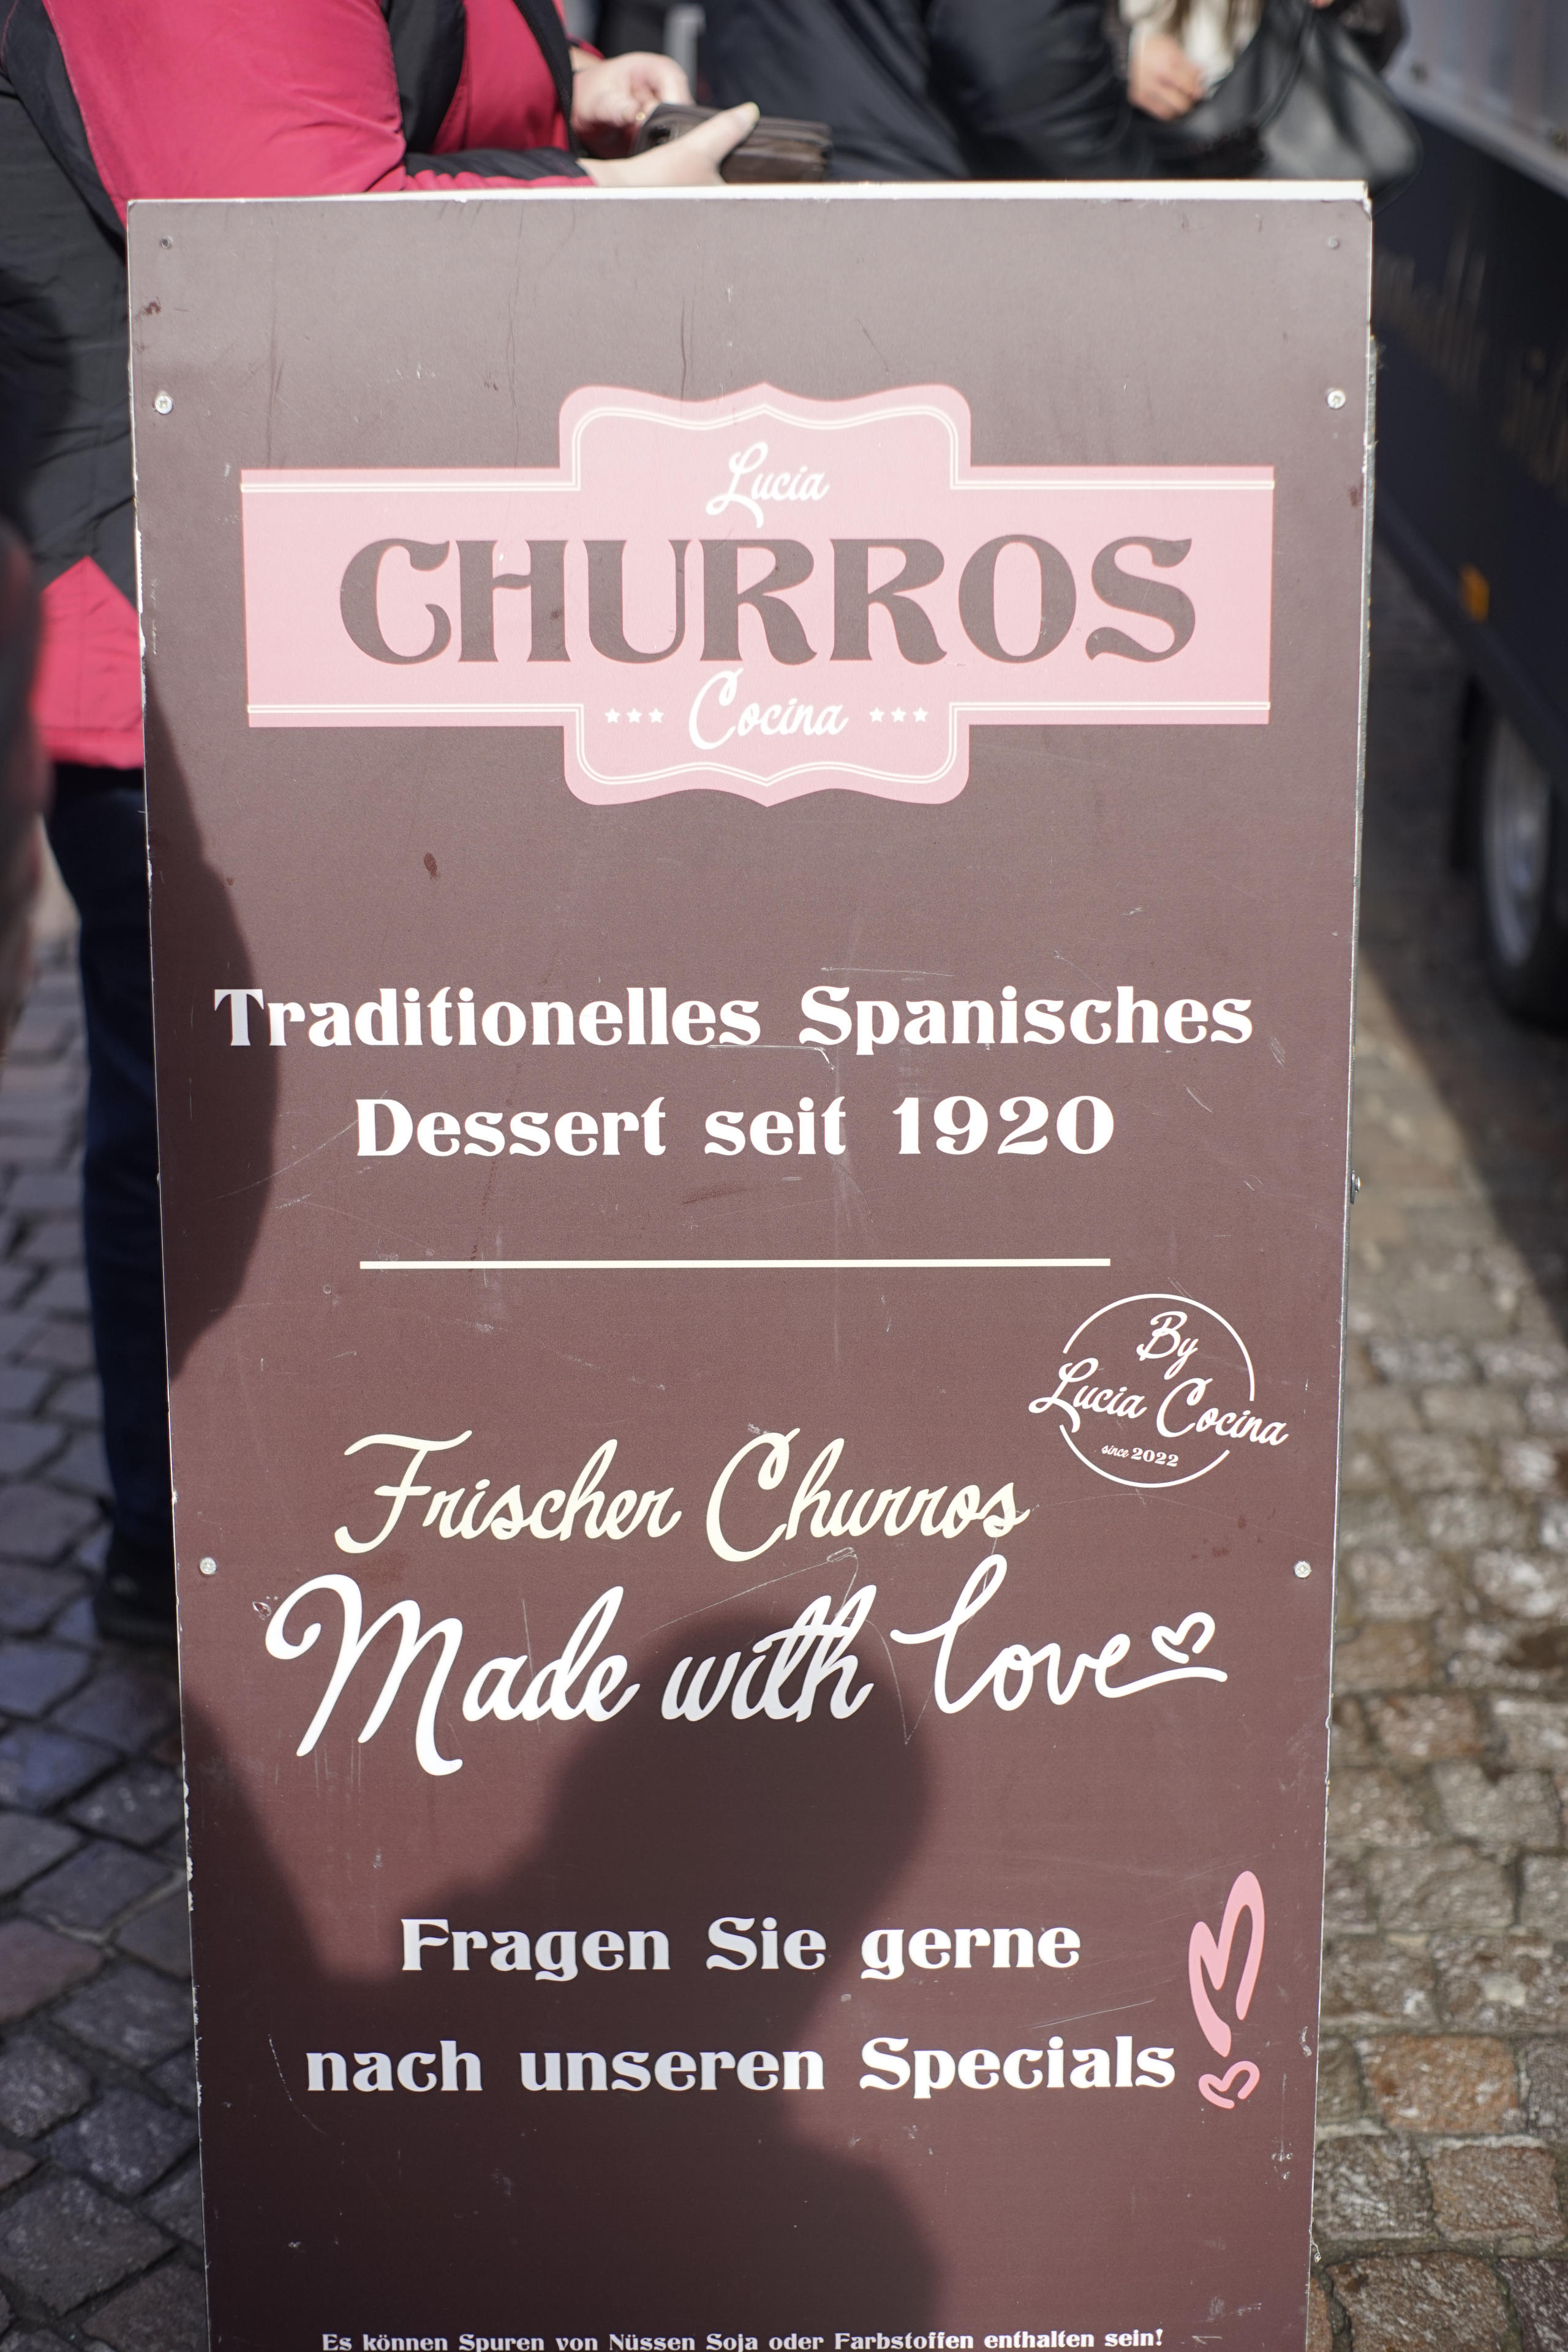 Lucia
CHURROS
Cocina
Traditionelles Spanisches
Dessert seit 1920
By
Lucia Cocina
since 2022
Frischer Churros
Made with love
Fragen Sie gerne
nach unseren Specials
Es können Spuren von Nüssen Soja oder Farbstoffen enthalten sein!